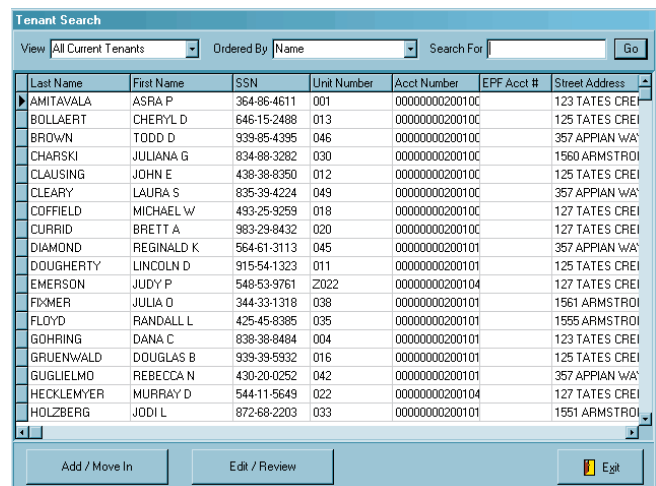 Tenant Search
View All Current Tenants Ordered By Name Search For Go
Last Name First Name SSN Unit Number Acct Number EPF Acct # Street Address
AMITAVALA ASRA P 364-86-4611 001 00000000200100 123 TATES CREE
BOLLAERT CHERYL D 646-15-2488 013 00000000200100 125 TATES CREE
BROWN TODD D 939-85-4395 046 00000000200100 357 APPIAN WAY
CHARSKI JULIANA G 834-88-3282 030 00000000200100 1560 ARMSTROI
CLAUSING JOHN E 438-38-8350 012 00000000200100 125 TATES CREE
CLEARY LAURA S 835-39-4224 049 00000000200100 357 APPIAN WAY
COFFIELD MICHAEL W 493-25-9259 018 00000000200100 127 TATES CREE
CURRID BRETT A 983-29-8432 020 00000000200100 127 TATES CREE
DIAMOND REGINALD K 564-61-3113 045 00000000200101 357 APPIAN WAY
DOUGHERTY LINCOLN D 915-54-1323 011 00000000200101 125 TATES CREE
EMERSON JUDY P 548-53-9761 Z022 00000000200104 127 TATES CREE
FIXMER JULIA O 344-33-1318 038 00000000200101 1561 ARMSTROI
FLOYD RANDALL L 425-45-8385 035 00000000200101 1555 ARMSTROI
GOHRING DANA C 838-38-8484 004 00000000200101 123 TATES CREE
GRUENWALD DOUGLAS B 939-39-5932 016 00000000200101 125 TATES CREE
GUGLIELMO REBECCA N 430-20-0252 042 00000000200101 357 APPIAN WAY
HECKLEMYER MURRAY D 544-11-5649 022 00000000200104 127 TATES CREE
HOLZBERG JODI L 872-68-2203 033 00000000200101 1551 ARMSTROI
Add / Move In Edit / Review Exit